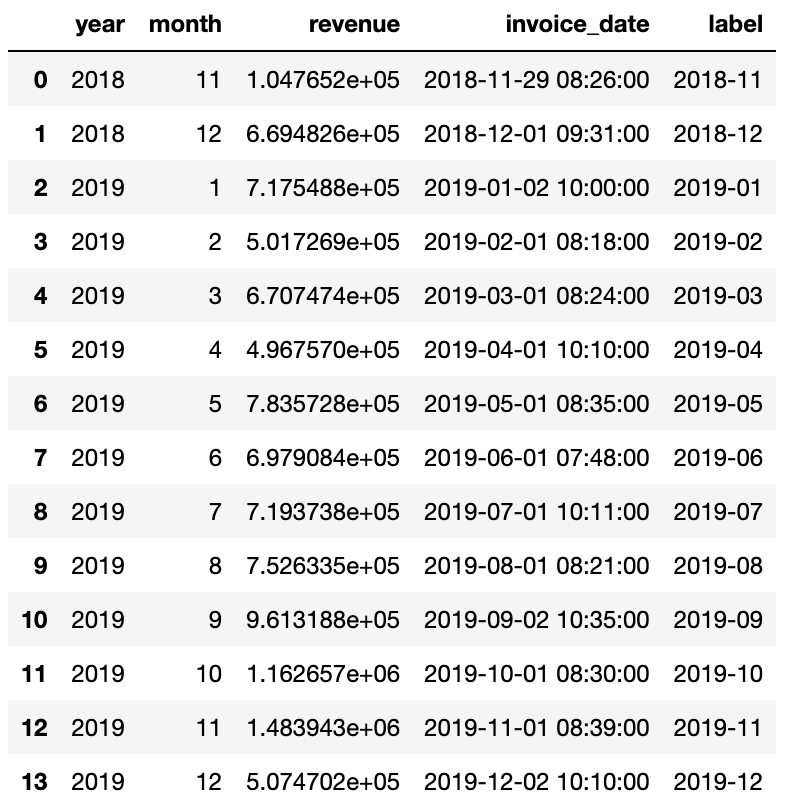 year month revenue invoice_date label
0 2018 11 1.047652e+05 2018-11-29 08:26:00 2018-11
1 2018 12 6.694826e+05 2018-12-01 09:31:00 2018-12
2 2019 1 7.175488e+05 2019-01-02 10:00:00 2019-01
3 2019 2 5.017269e+05 2019-02-01 08:18:00 2019-02
4 2019 3 6.707474e+05 2019-03-01 08:24:00 2019-03
5 2019 4 4.967570e+05 2019-04-01 10:10:00 2019-04
6 2019 5 7.835728e+05 2019-05-01 08:35:00 2019-05
7 2019 6 6.979084e+05 2019-06-01 07:48:00 2019-06
8 2019 7 7.193738e+05 2019-07-01 10:11:00 2019-07
9 2019 8 7.526335e+05 2019-08-01 08:21:00 2019-08
10 2019 9 9.613188e+05 2019-09-02 10:35:00 2019-09
11 2019 10 1.162657e+06 2019-10-01 08:30:00 2019-10
12 2019 11 1.483943e+06 2019-11-01 08:39:00 2019-11
13 2019 12 5.074702e+05 2019-12-02 10:10:00 2019-12